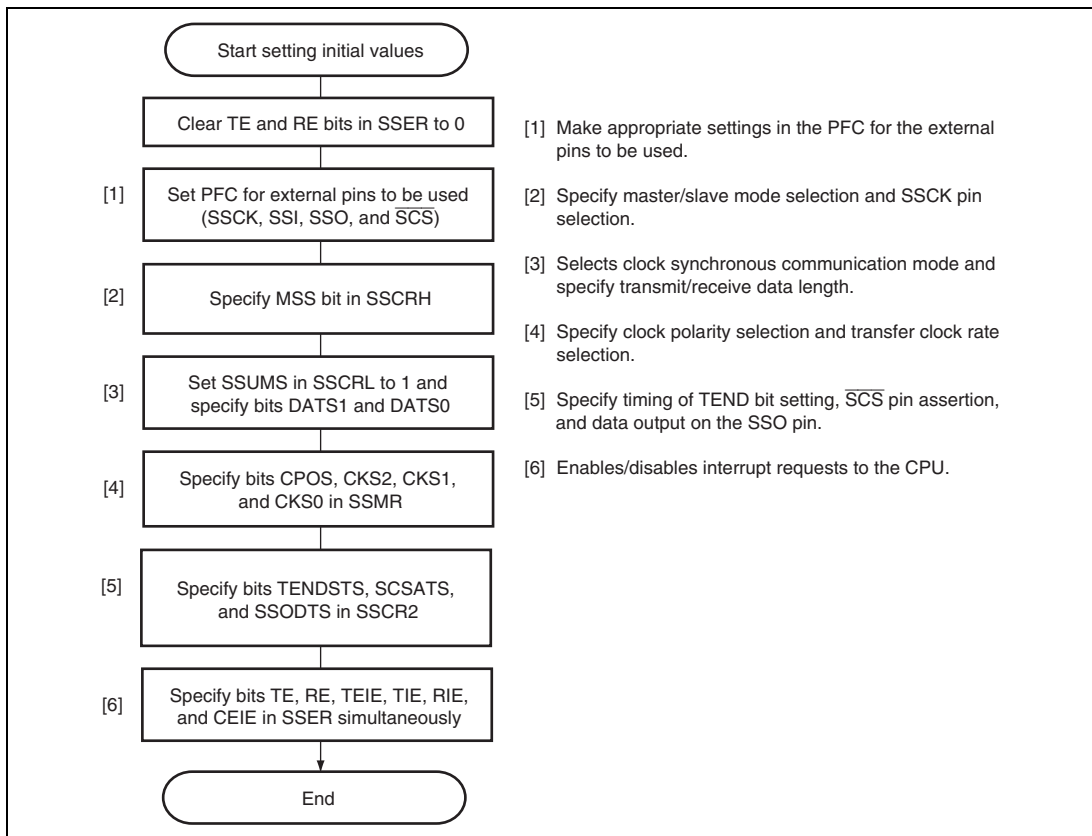 Start setting initial values
Clear TE and RE bits in SSER to 0
[1]
Set PFC for external pins to be used
(SSCK, SSI, SSO, and S̅C̅S̅)
[2]
Specify MSS bit in SSCRH
[3]
Set SSUMS in SSCRL to 1 and
specify bits DATS1 and DATS0
[4]
Specify bits CPOS, CKS2, CKS1,
and CKS0 in SSMR
[5]
Specify bits TENDSTS, SCSATS,
and SSODTS in SSCR2
[6]
Specify bits TE, RE, TEIE, TIE, RIE,
and CEIE in SSER simultaneously
End
[1] Make appropriate settings in the PFC for the external
pins to be used.
[2] Specify master/slave mode selection and SSCK pin
selection.
[3] Selects clock synchronous communication mode and
specify transmit/receive data length.
[4] Specify clock polarity selection and transfer clock rate
selection.
[5] Specify timing of TEND bit setting, S̅C̅S̅ pin assertion,
and data output on the SSO pin.
[6] Enables/disables interrupt requests to the CPU.